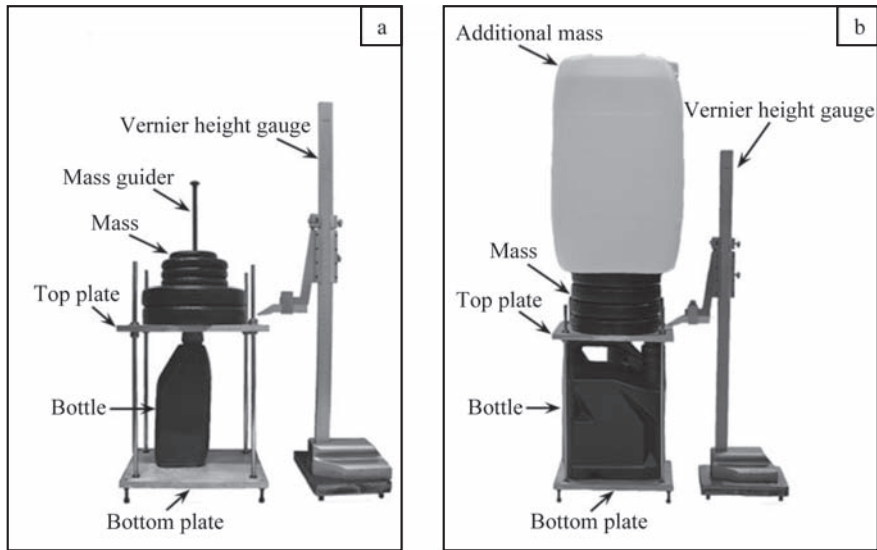 a
Vernier height gauge
Mass guider
Mass
Top plate
Bottle
Bottom plate
b
Additional mass
Vernier height gauge
Mass
Top plate
Bottle
Bottom plate